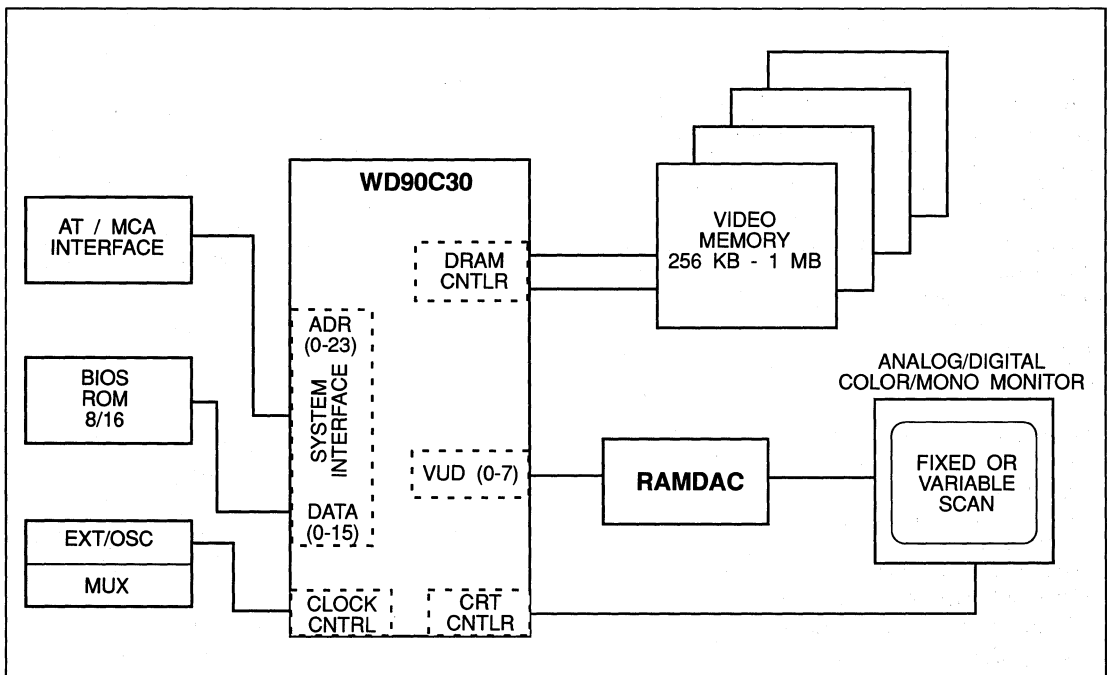 WD90C30
AT / MCA
INTERFACE
BIOS
ROM
8/16
EXT/OSC
MUX
ADR
(0-23)
SYSTEM
INTERFACE
DATA
(0-15)
CLOCK
CNTRL
DRAM
CNTLR
VUD (0-7)
CRT
CNTLR
VIDEO
MEMORY
256 KB - 1 MB
RAMDAC
ANALOG/DIGITAL
COLOR/MONO MONITOR
FIXED OR
VARIABLE
SCAN